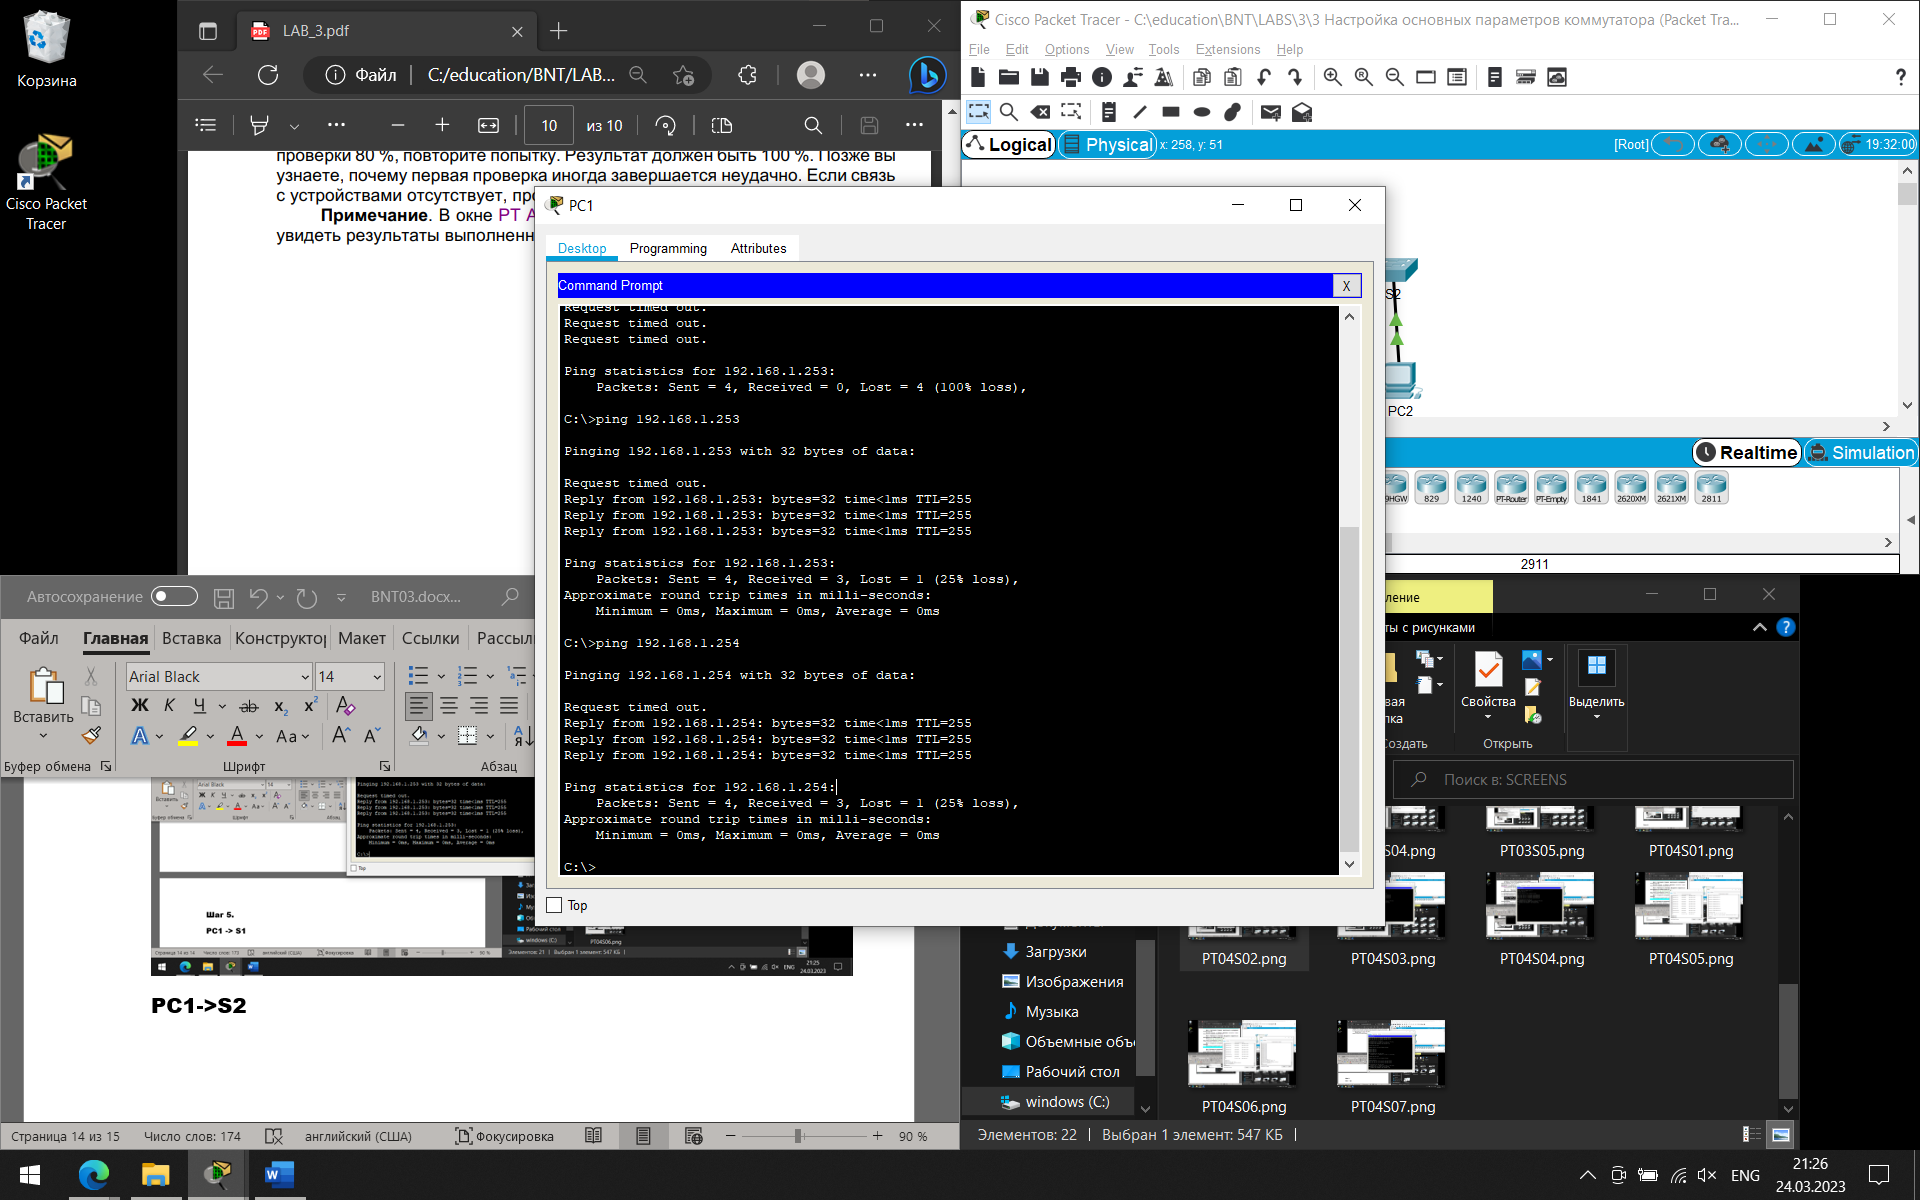 Корзина
Cisco Packet
Tracer
LAB_3.pdf
Файл
C:/education/BNT/LAB...
10
из 10
проверки 80 %, повторите попытку. Результат должен быть 100 %. Позже вы
узнаете, почему первая проверка иногда завершается неудачно. Если связь
с устройствами отсутствует, про
Примечание. В окне PT A
увидеть результаты выполненн
Cisco Packet Tracer - C:\education\BNT\LABS\3\3 Настройка основных параметров коммутатора (Packet Tra...
File Edit Options View Tools Extensions Help
Logical
Physical
x: 258, y: 51
[Root]
19:32:00
S2
PC2
Realtime
Simulation
9HGW
829
1240
PT-Router
PT-Empty
1841
2620XM
2621XM
2811
2911
PC1
Desktop
Programming
Attributes
Command Prompt
X
Request timed out.
Request timed out.
Request timed out.
Ping statistics for 192.168.1.253:
Packets: Sent = 4, Received = 0, Lost = 4 (100% loss),
C:\>ping 192.168.1.253
Pinging 192.168.1.253 with 32 bytes of data:
Request timed out.
Reply from 192.168.1.253: bytes=32 time<1ms TTL=255
Reply from 192.168.1.253: bytes=32 time<1ms TTL=255
Reply from 192.168.1.253: bytes=32 time<1ms TTL=255
Ping statistics for 192.168.1.253:
Packets: Sent = 4, Received = 3, Lost = 1 (25% loss),
Approximate round trip times in milli-seconds:
Minimum = 0ms, Maximum = 0ms, Average = 0ms
C:\>ping 192.168.1.254
Pinging 192.168.1.254 with 32 bytes of data:
Request timed out.
Reply from 192.168.1.254: bytes=32 time<1ms TTL=255
Reply from 192.168.1.254: bytes=32 time<1ms TTL=255
Reply from 192.168.1.254: bytes=32 time<1ms TTL=255
Ping statistics for 192.168.1.254:
Packets: Sent = 4, Received = 3, Lost = 1 (25% loss),
Approximate round trip times in milli-seconds:
Minimum = 0ms, Maximum = 0ms, Average = 0ms
C:\>
Top
Автосохранение
BNT03.docx...
Файл
Главная
Вставка
Конструктор
Макет
Ссылки
Рассыл
Вставить
Arial Black
14
Ж К Ч ab x₂ x²
Aa
Буфер обмена
Шрифт
Абзац
Шаг 5.
PC1 -> S1
PC1->S2
Страница 14 из 15
Число слов: 174
английский (США)
Фокусировка
90 %
ление
ты с рисунками
вая
пка
Создать
Свойства
Открыть
Выделить
Поиск в: SCREENS
S04.png
PT03S05.png
PT04S01.png
PT04S02.png
PT04S03.png
PT04S04.png
PT04S05.png
PT04S06.png
PT04S07.png
Загрузки
Изображения
Музыка
Объемные объе
Рабочий стол
windows (C:)
Элементов: 22
Выбран 1 элемент: 547 КБ
ENG
21:26
24.03.2023